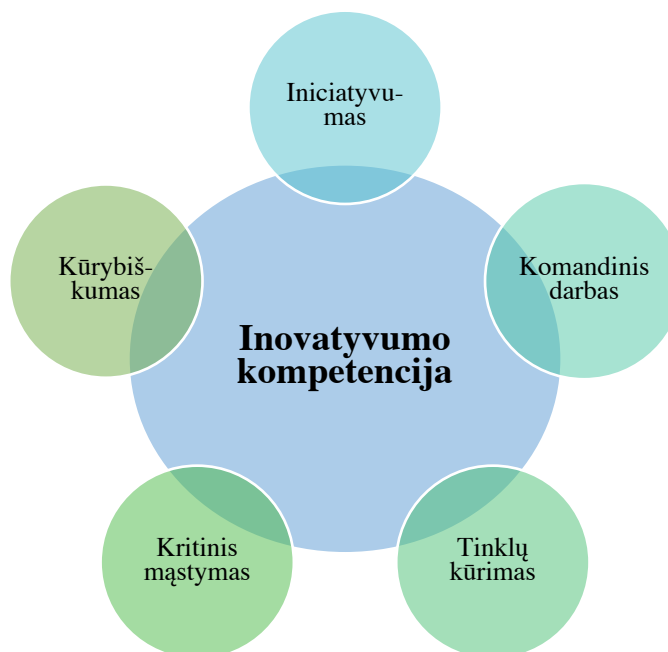 Iniciatyvu-
mas
Kūrybiš-
kumas
Komandinis
darbas
Inovatyvumo
kompetencija
Kritinis
mąstymas
Tinklų
kūrimas